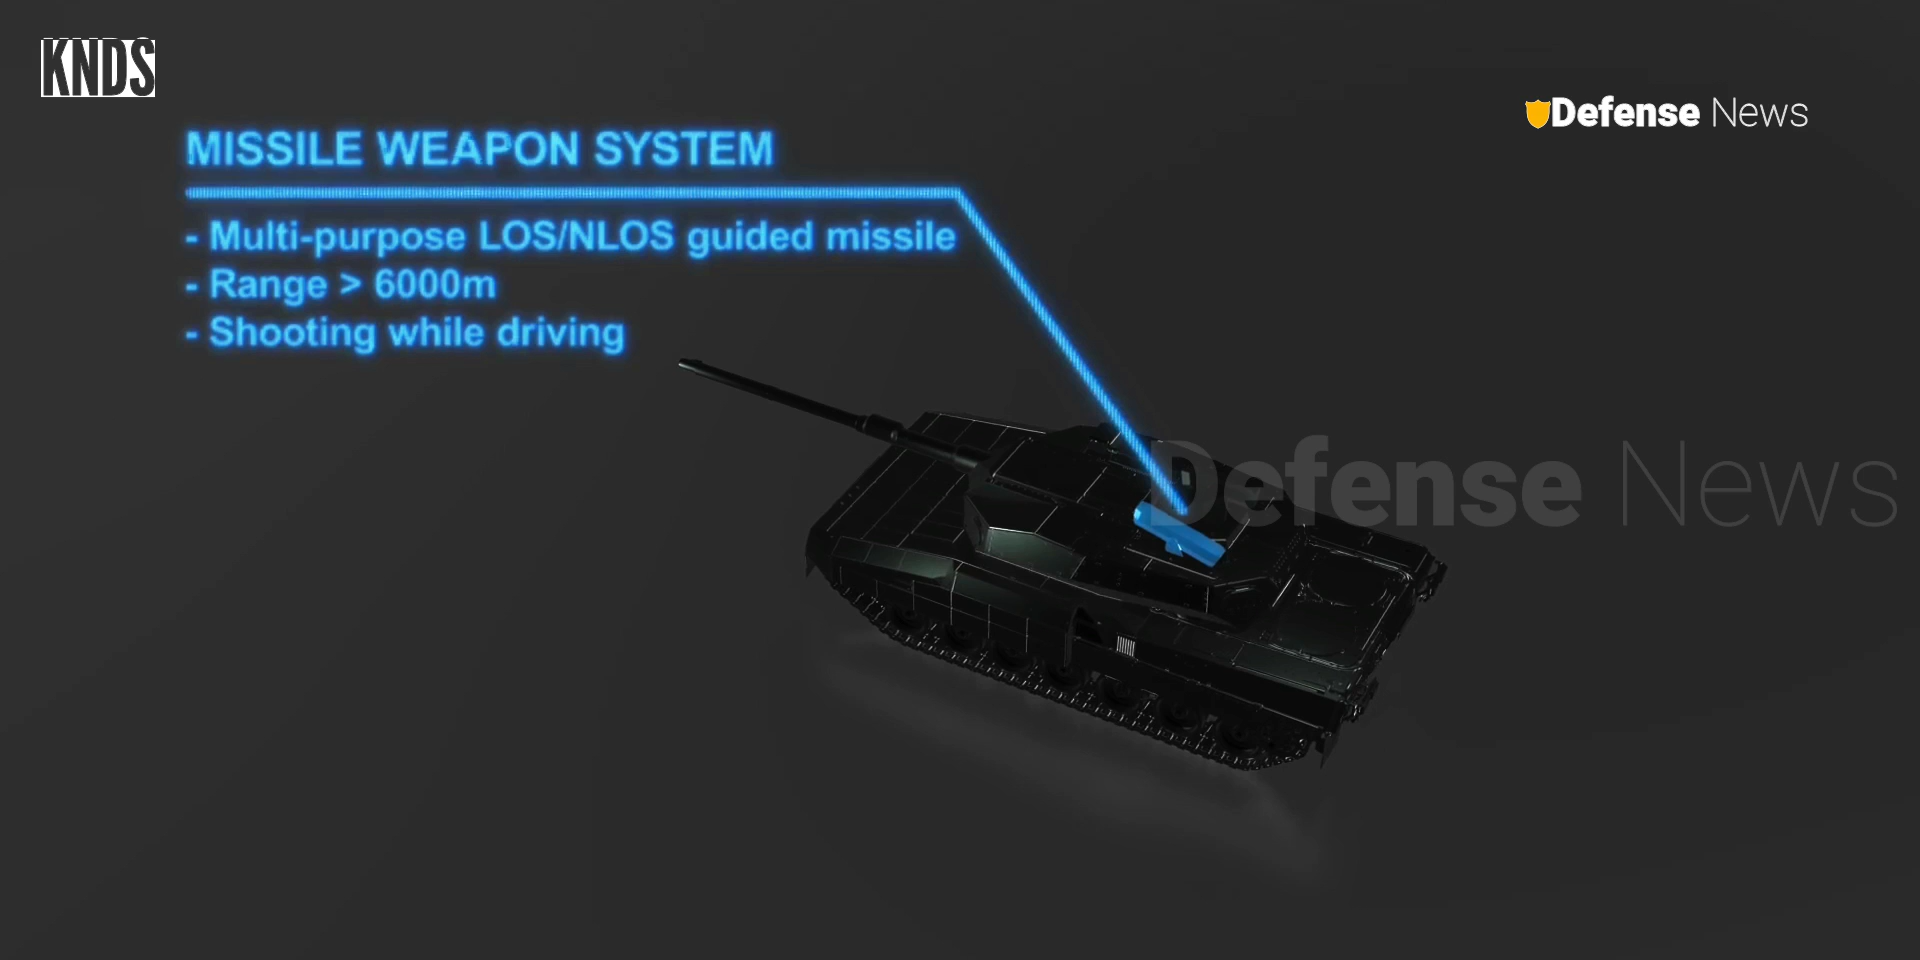 KNDS
Defense News
MISSILE WEAPON SYSTEM
- Multi-purpose LOS/NLOS guided missile
- Range > 6000m
- Shooting while driving
Defense News